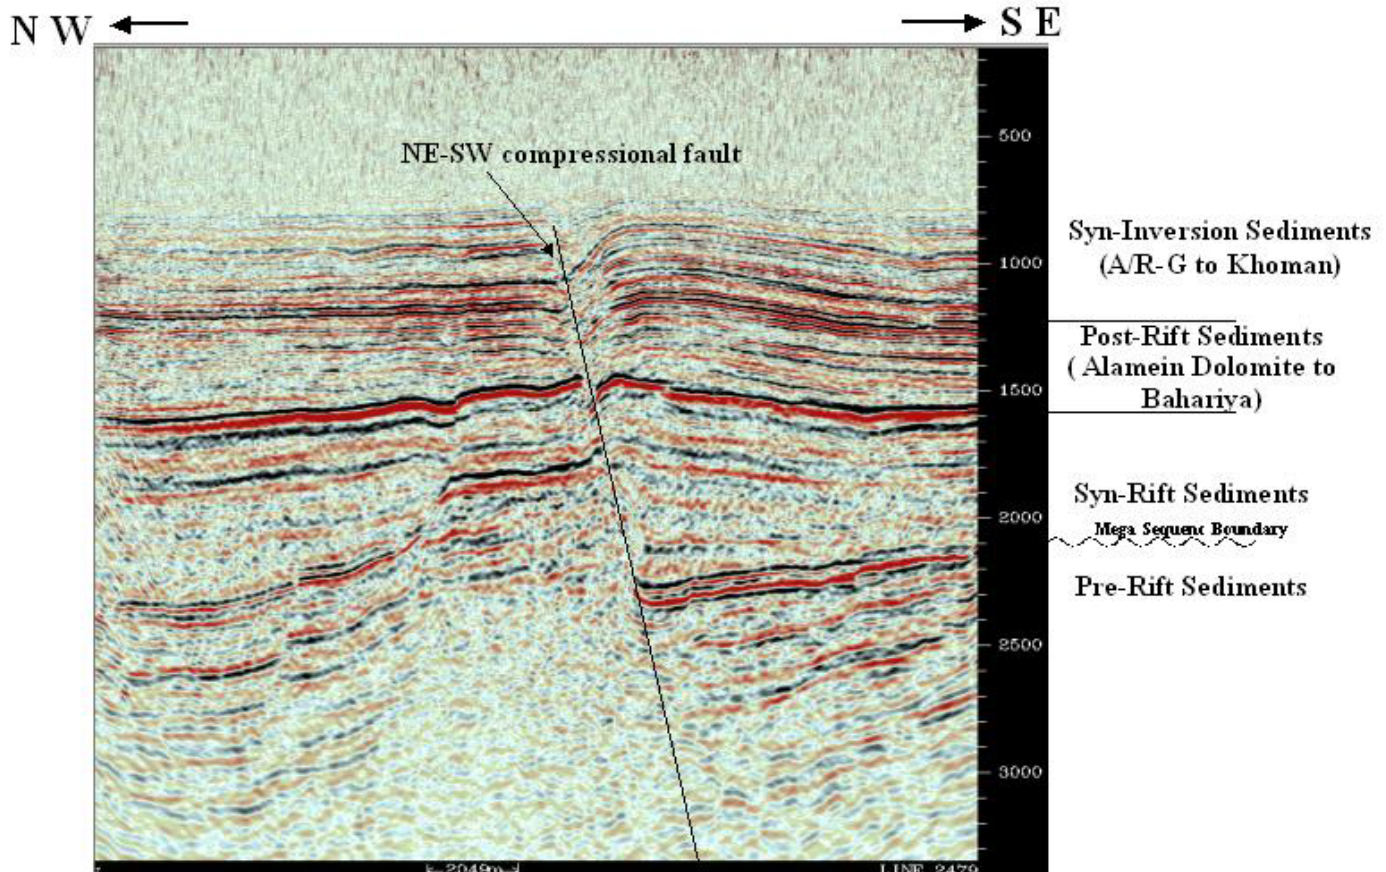 N W
S E
NE-SW compressional fault
500
1000
1500
2000
2500
3000
Syn-Inversion Sediments
(A/R-G to Khoman)
Post-Rift Sediments
( Alamein Dolomite to
Bahariya)
Syn-Rift Sediments
Mega Sequenc Boundary
Pre-Rift Sediments
2049m
LINE 2479